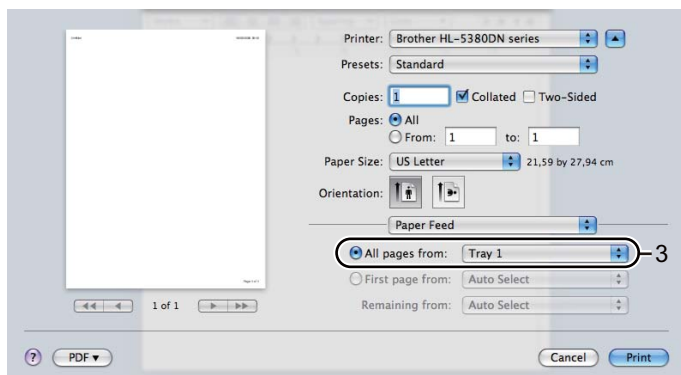 Printer: Brother HL-5380DN series
Presets: Standard
Copies: 1 Collated Two-Sided
Pages: All
From: 1 to: 1
Paper Size: US Letter 21,59 by 27,94 cm
Orientation:
Paper Feed
All pages from: Tray 1 3
First page from: Auto Select
Remaining from: Auto Select
1 of 1
? PDF Cancel Print